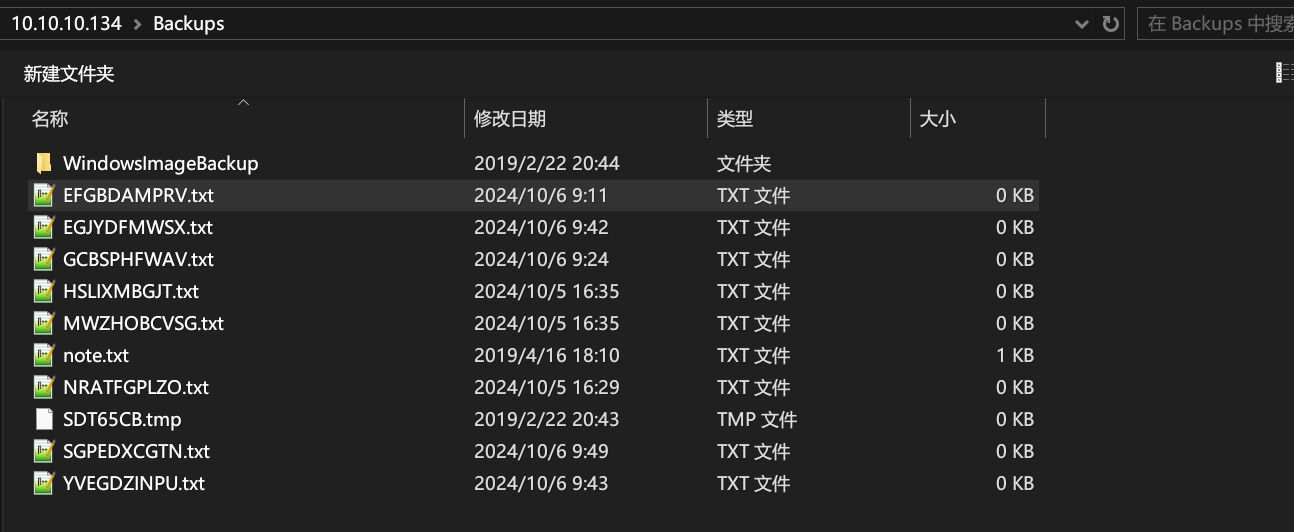 10.10.10.134 > Backups 在 Backups 中搜索
新建文件夹
名称 修改日期 类型 大小
WindowsImageBackup 2019/2/22 20:44 文件夹
EFGBDAMPRV.txt 2024/10/6 9:11 TXT 文件 0 KB
EGJYDFMWSX.txt 2024/10/6 9:42 TXT 文件 0 KB
GCBSPHFWAV.txt 2024/10/6 9:24 TXT 文件 0 KB
HSLIXMBGJT.txt 2024/10/5 16:35 TXT 文件 0 KB
MWZHOBCVSG.txt 2024/10/5 16:35 TXT 文件 0 KB
note.txt 2019/4/16 18:10 TXT 文件 1 KB
NRATFGPLZO.txt 2024/10/5 16:29 TXT 文件 0 KB
SDT65CB.tmp 2019/2/22 20:43 TMP 文件 0 KB
SGPEDXCGTN.txt 2024/10/6 9:49 TXT 文件 0 KB
YVEGDZINPU.txt 2024/10/6 9:43 TXT 文件 0 KB